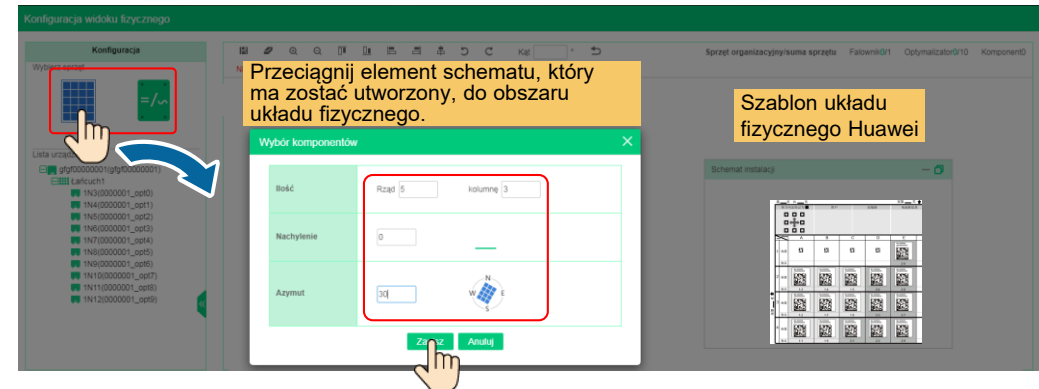 Konfiguracja widoku fizycznego
Konfiguracja
Wybierz sprzęt
Kąt
Sprzęt organizacyjny/suma sprzętu Falownik0/1 Optymalizator0/10 Komponent0
Przeciągnij element schematu, który
ma zostać utworzony, do obszaru
układu fizycznego.
Szablon układu
fizycznego Huawei
Lista
gfgf00000001(gfgf00000001)
Łańcuch1
1N3(0000001_opt0)
1N4(0000001_opt1)
1N5(0000001_opt2)
1N6(0000001_opt3)
1N7(0000001_opt4)
1N8(0000001_opt5)
1N9(0000001_opt6)
1N10(0000001_opt7)
1N11(0000001_opt8)
1N12(0000001_opt9)
Wybór komponentów
Ilość Rząd 5 kolumnę 3
Nachylenie 0
Azymut 30
N
W E
S
Anuluj
Schemat instalacji